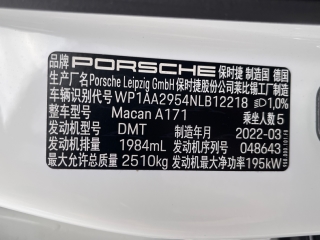 品牌 PORSCHE 保时捷 制造国 德国
生产厂名 Porsche Leipzig GmbH 保时捷股份公司莱比锡工厂制造
车辆识别代号 WP1AA2954NLB12218 1,0%
整车型号 Macan A171 乘坐人数 5
发动机型号 DMT 制造年月 2022-03
发动机排量 1984mL 发动机序列号 048643
最大允许总质量 2510kg 发动机最大净功率 195kW